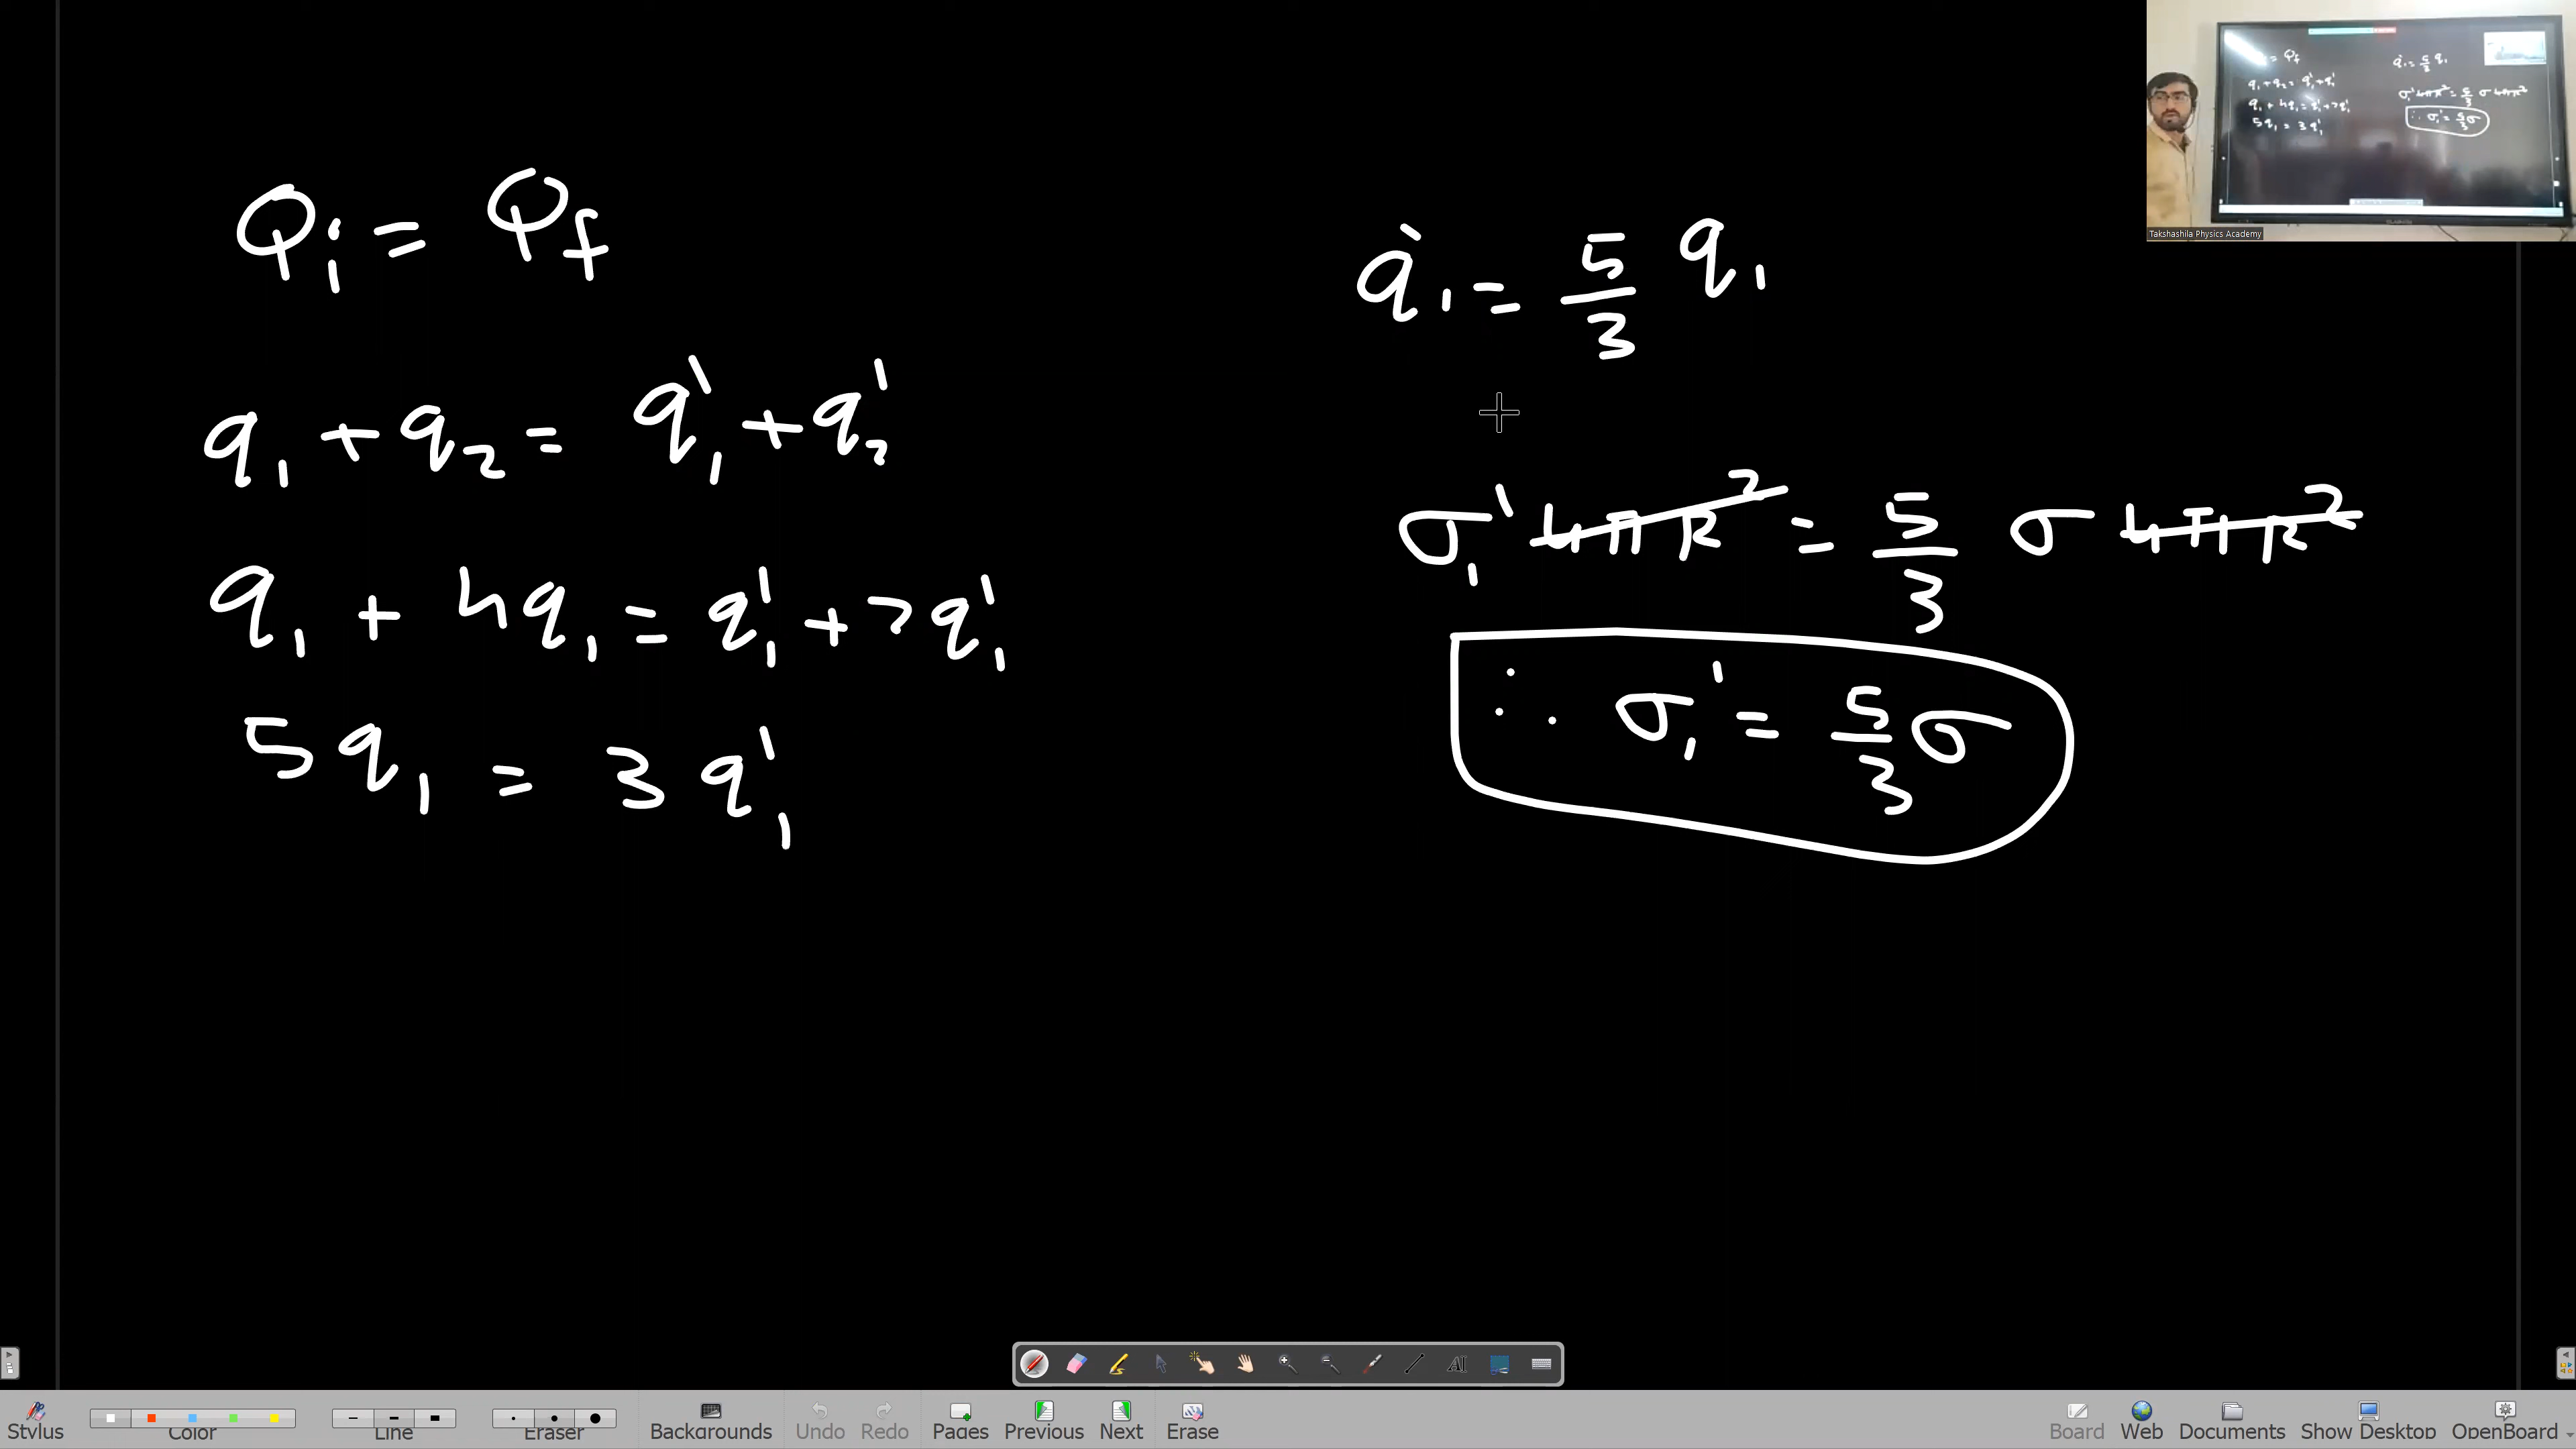 Qi = Qf
q₁ + q₂ = q₁' + q₂'
q₁ + 4q₁ = q₁' + 2q₁'
5q₁ = 3q₁'
q₁' = 5/3 q₁
σ₁' 4πR² = 5/3 σ 4πR²
∴ σ₁' = 5/3 σ
Takshashila Physics Academy
Stylus Color Line Eraser Backgrounds Undo Redo Pages Previous Next Erase Board Web Documents Show Desktop OpenBoard